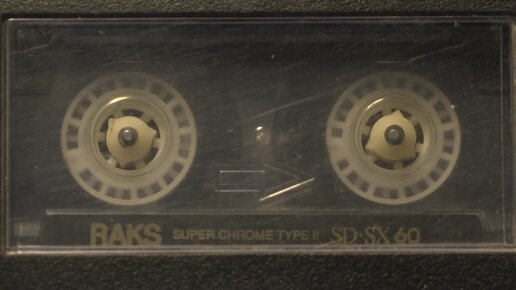 RAKS SUPER CHROME TYPE II SD·SX 60